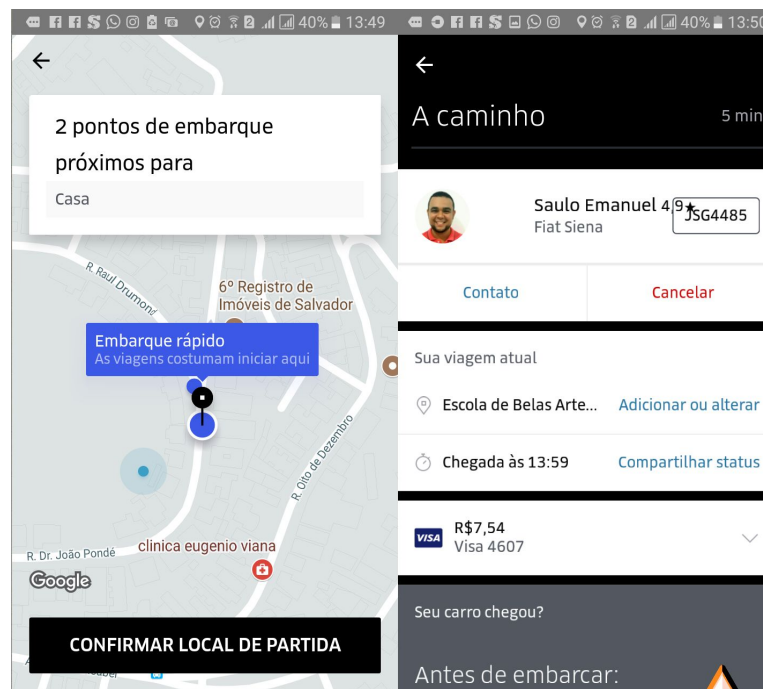 40% 13:49
2 pontos de embarque
próximos para
Casa
R. Raul Drumond
6º Registro de
Imóveis de Salvador
Embarque rápido
As viagens costumam iniciar aqui
R. Oito de Dezembro
clinica eugenio viana
R. Dr. João Pondé
Google
CONFIRMAR LOCAL DE PARTIDA
40% 13:50
A caminho
5 min
Saulo Emanuel 4,9★
JSG4485
Fiat Siena
Contato
Cancelar
Sua viagem atual
Escola de Belas Arte... Adicionar ou alterar
Chegada às 13:59 Compartilhar status
VISA
R$7,54
Visa 4607
Seu carro chegou?
Antes de embarcar: